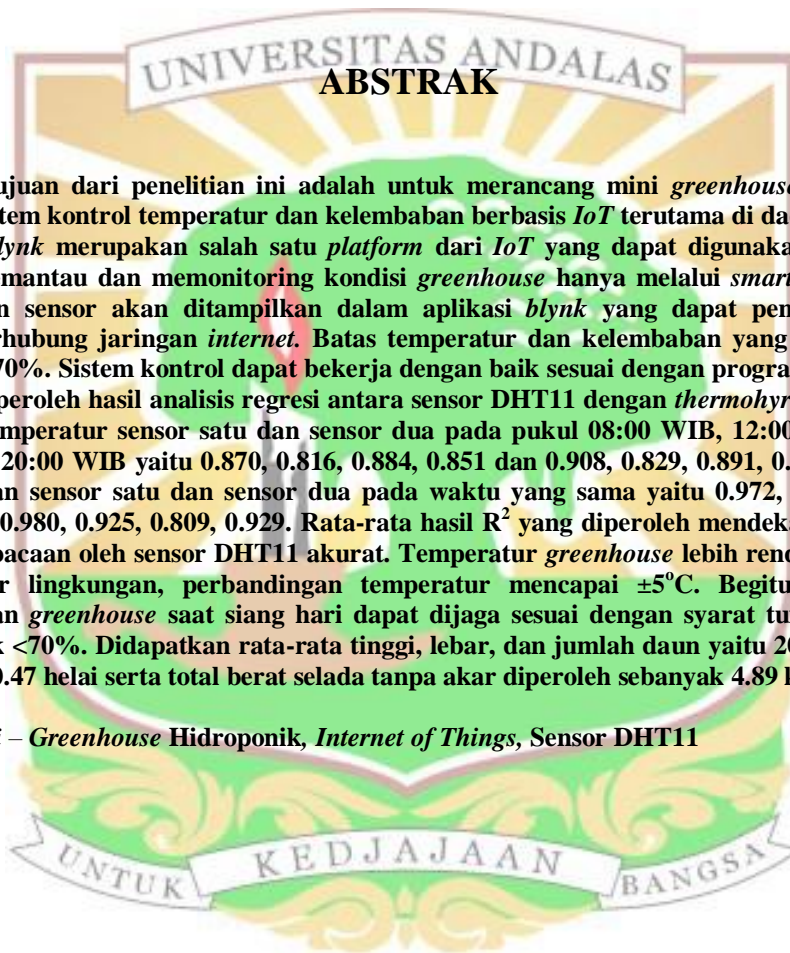 UNIVERSITAS ANDALAS
ABSTRAK
ujuan dari penelitian ini adalah untuk merancang mini greenhouse
stem kontrol temperatur dan kelembaban berbasis IoT terutama di da
lynk merupakan salah satu platform dari IoT yang dapat digunaka
emantau dan memonitoring kondisi greenhouse hanya melalui smart
n sensor akan ditampilkan dalam aplikasi blynk yang dapat pen
rhubung jaringan internet. Batas temperatur dan kelembaban yang
70%. Sistem kontrol dapat bekerja dengan baik sesuai dengan progra
peroleh hasil analisis regresi antara sensor DHT11 dengan thermohyr
emperatur sensor satu dan sensor dua pada pukul 08:00 WIB, 12:00
20:00 WIB yaitu 0.870, 0.816, 0.884, 0.851 dan 0.908, 0.829, 0.891, 0.
an sensor satu dan sensor dua pada waktu yang sama yaitu 0.972,
0.980, 0.925, 0.809, 0.929. Rata-rata hasil R² yang diperoleh mendeka
bacaan oleh sensor DHT11 akurat. Temperatur greenhouse lebih rend
r lingkungan, perbandingan temperatur mencapai ±5°C. Begitu
an greenhouse saat siang hari dapat dijaga sesuai dengan syarat tu
k <70%. Didapatkan rata-rata tinggi, lebar, dan jumlah daun yaitu 20
0.47 helai serta total berat selada tanpa akar diperoleh sebanyak 4.89 k
i – Greenhouse Hidroponik, Internet of Things, Sensor DHT11
UNTUK KEDJAJAAN BANGSA